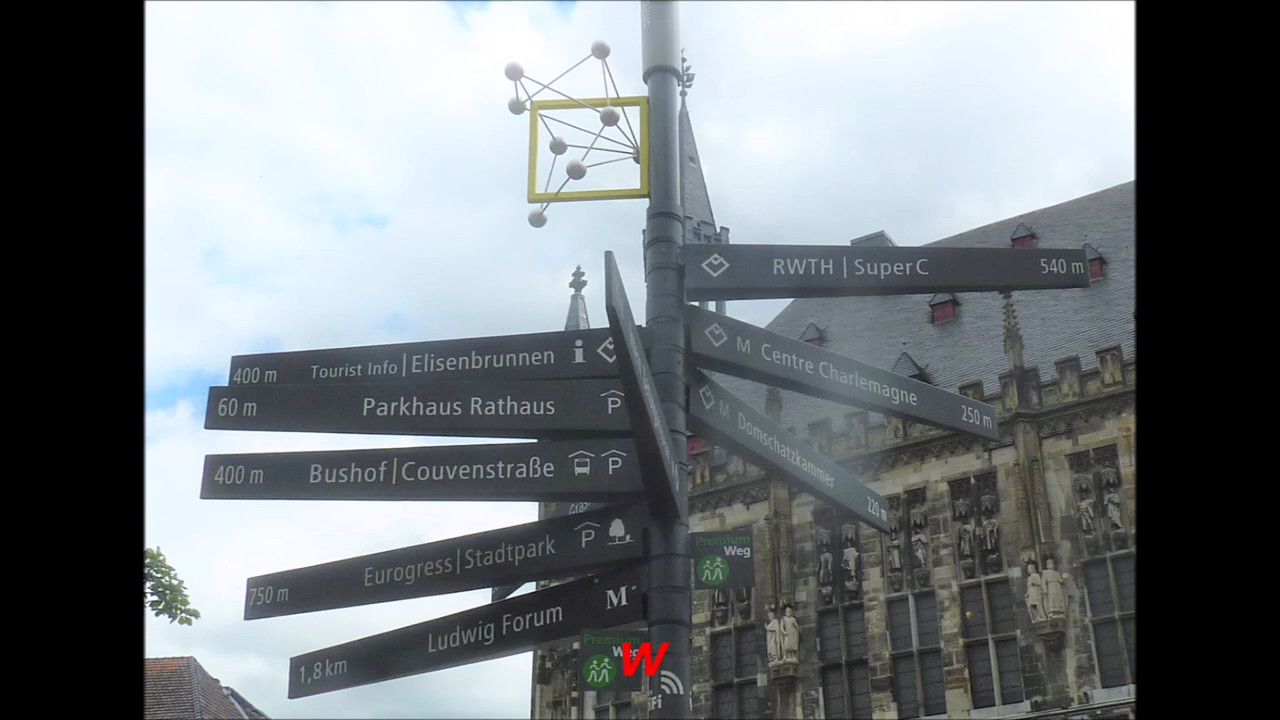 RWTH | SuperC 540 m
400 m Tourist Info | Elisenbrunnen i
M Centre Charlemagne 250 m
60 m Parkhaus Rathaus P
M Domschatzkammer 220 m
400 m Bushof | Couvenstraße P
750 m Eurogress | Stadtpark P
Premium
Weg
1,8 km Ludwig Forum M
Premium
Weg
W